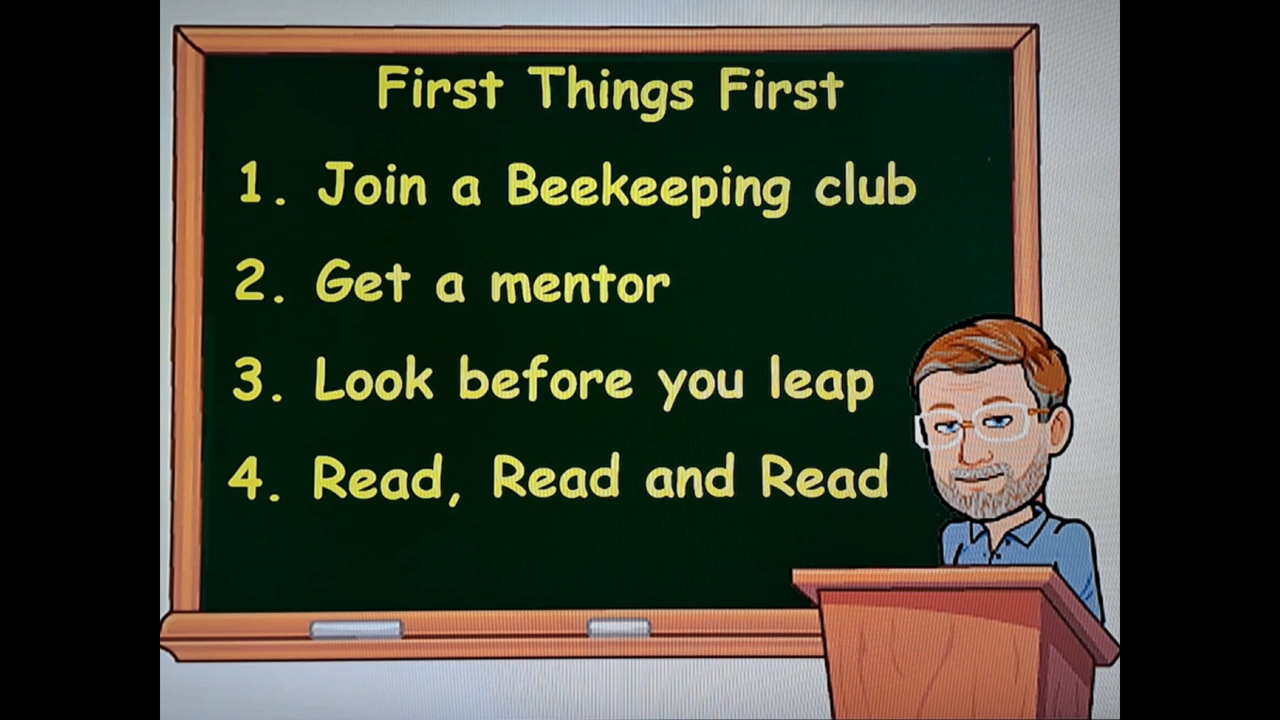 First Things First
1. Join a Beekeeping club
2. Get a mentor
3. Look before you leap
4. Read, Read and Read